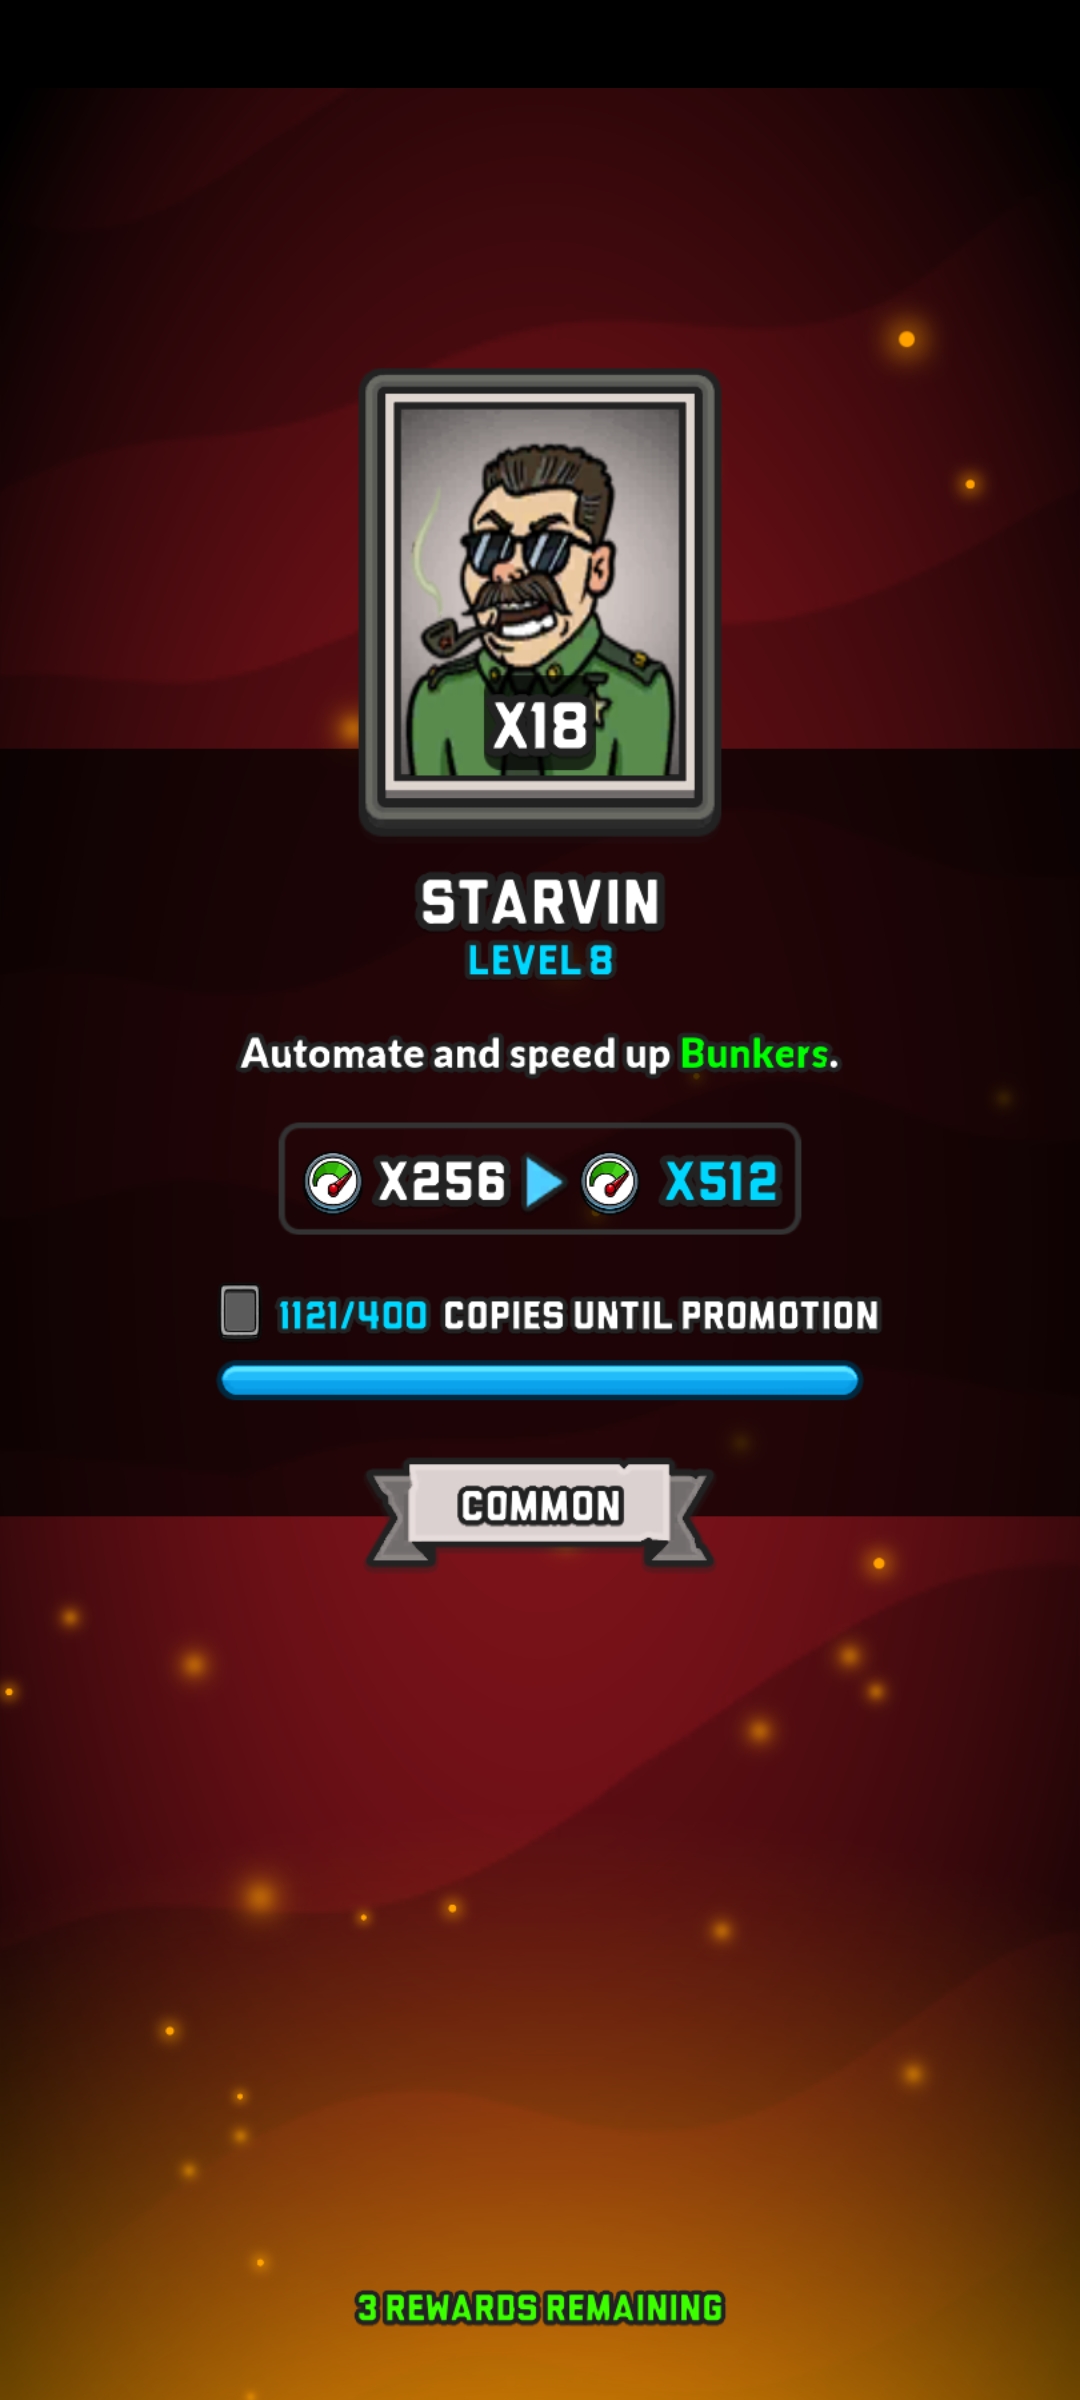 X18
STARVIN
LEVEL 8
Automate and speed up Bunkers.
X256 X512
1121/400 COPIES UNTIL PROMOTION
COMMON
3 REWARDS REMAINING